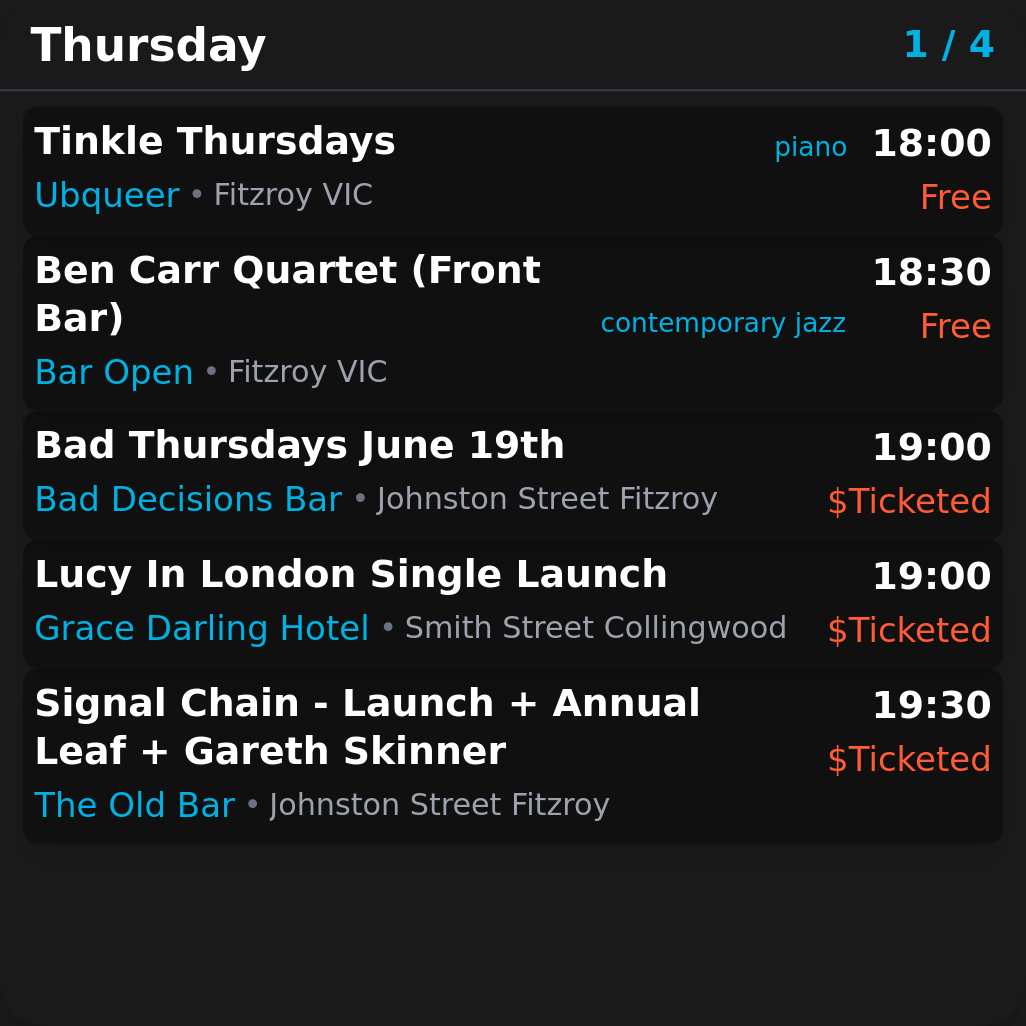 Thursday 1 / 4
Tinkle Thursdays piano 18:00
Ubqueer • Fitzroy VIC Free
Ben Carr Quartet (Front 18:30
Bar) contemporary jazz Free
Bar Open • Fitzroy VIC
Bad Thursdays June 19th 19:00
Bad Decisions Bar • Johnston Street Fitzroy $Ticketed
Lucy In London Single Launch 19:00
Grace Darling Hotel • Smith Street Collingwood $Ticketed
Signal Chain - Launch + Annual 19:30
Leaf + Gareth Skinner $Ticketed
The Old Bar • Johnston Street Fitzroy